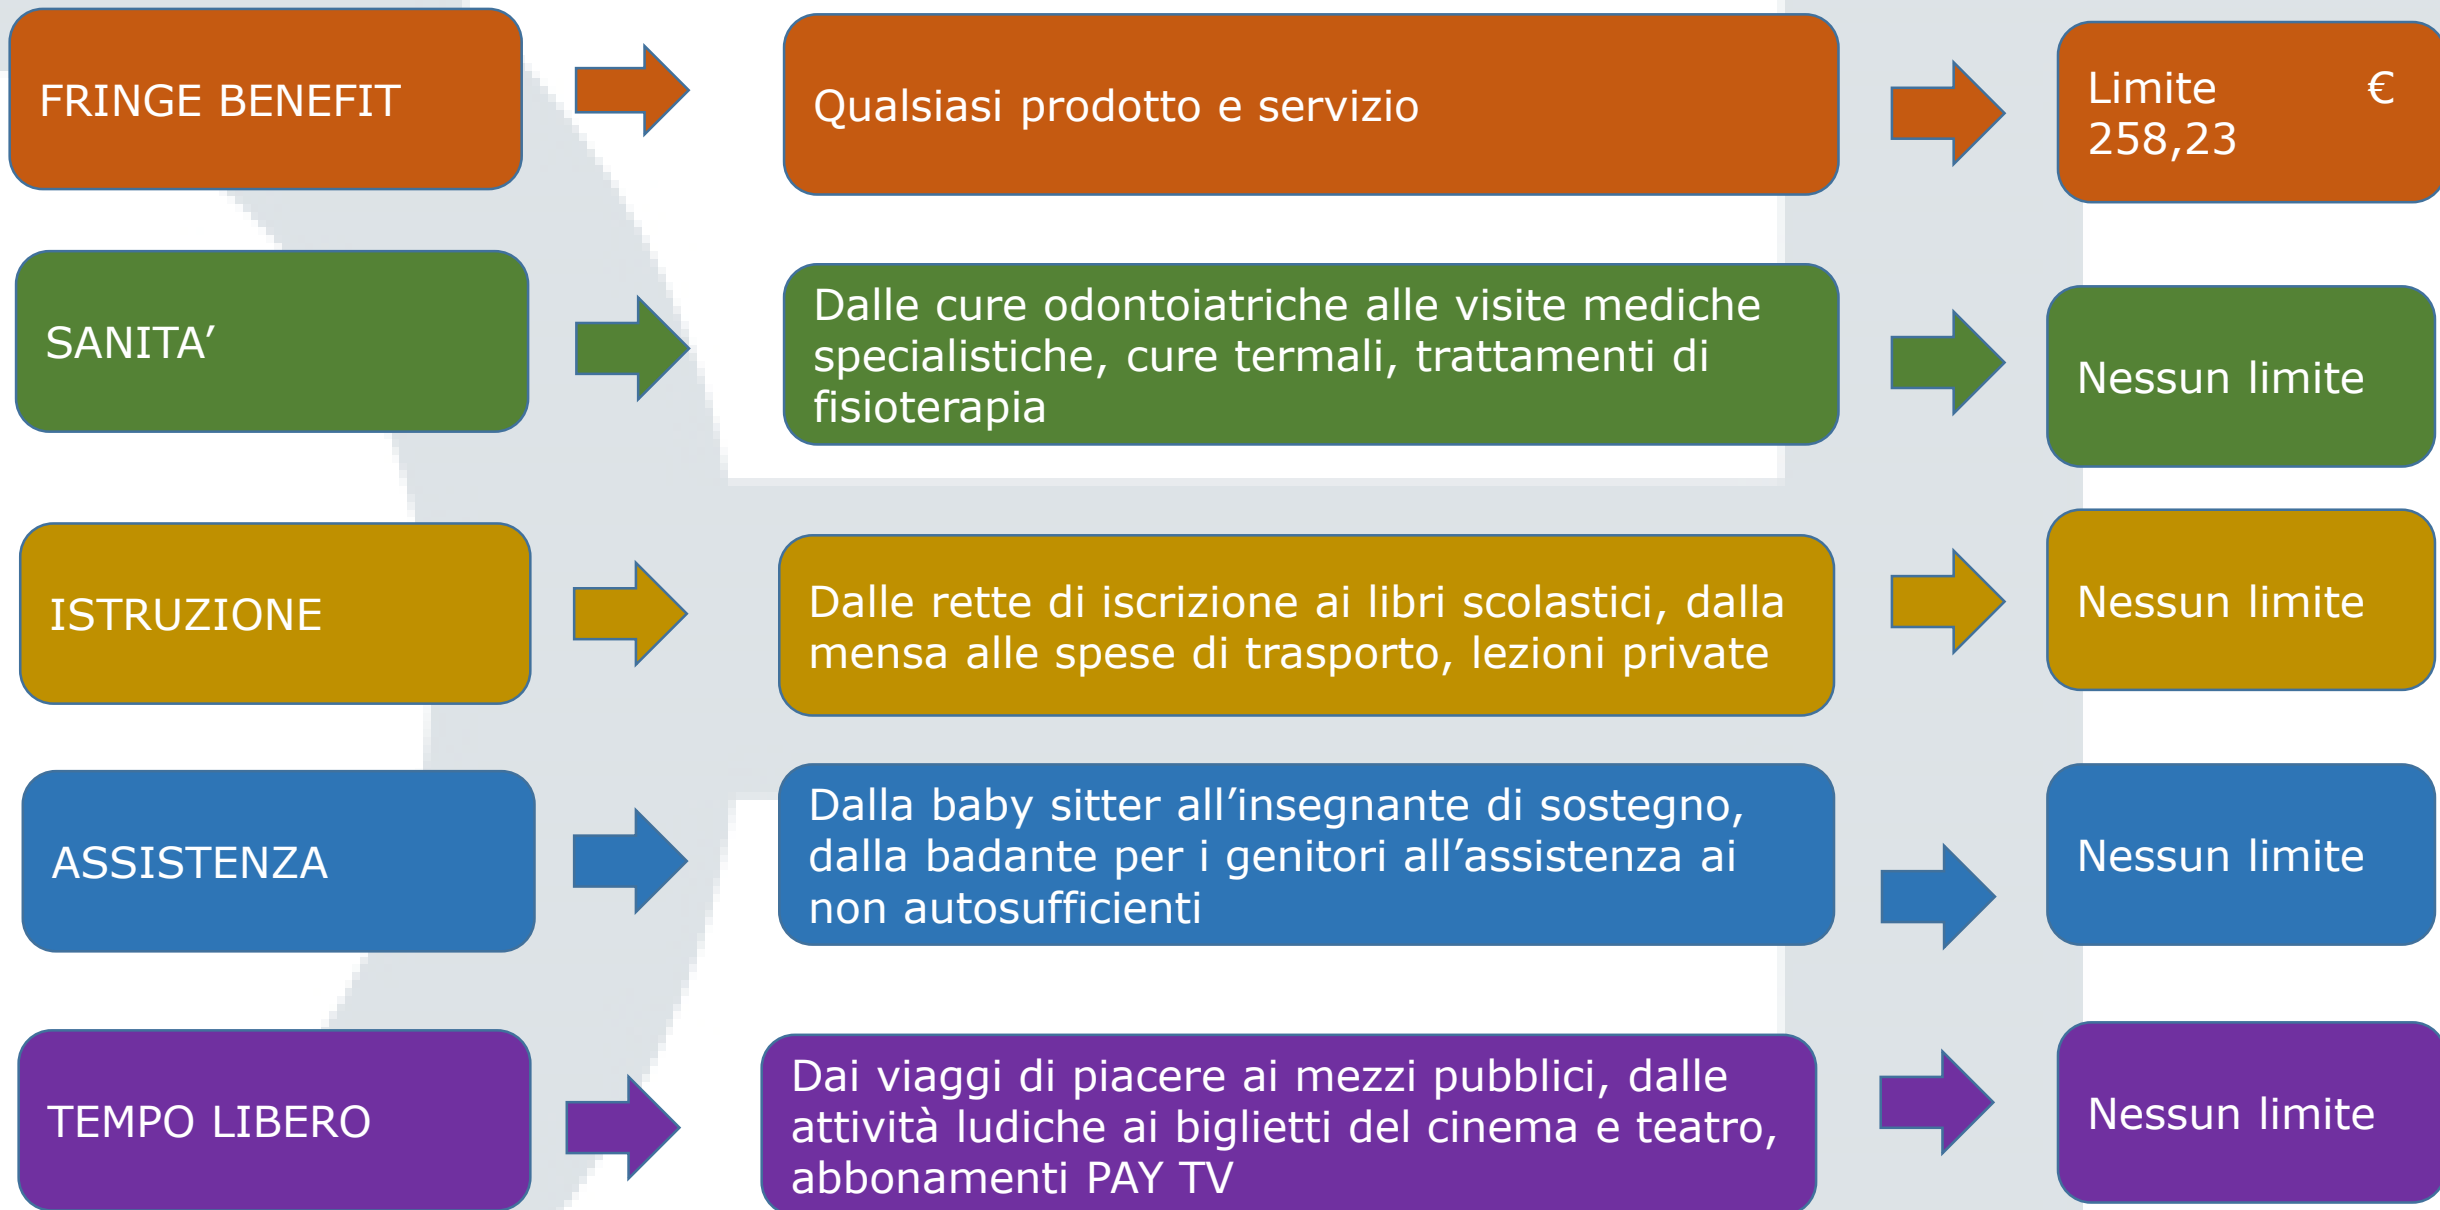 FRINGE BENEFIT
Qualsiasi prodotto e servizio
Limite €
258,23
SANITA’
Dalle cure odontoiatriche alle visite mediche
specialistiche, cure termali, trattamenti di
fisioterapia
Nessun limite
ISTRUZIONE
Dalle rette di iscrizione ai libri scolastici, dalla
mensa alle spese di trasporto, lezioni private
Nessun limite
ASSISTENZA
Dalla baby sitter all’insegnante di sostegno,
dalla badante per i genitori all’assistenza ai
non autosufficienti
Nessun limite
TEMPO LIBERO
Dai viaggi di piacere ai mezzi pubblici, dalle
attività ludiche ai biglietti del cinema e teatro,
abbonamenti PAY TV
Nessun limite